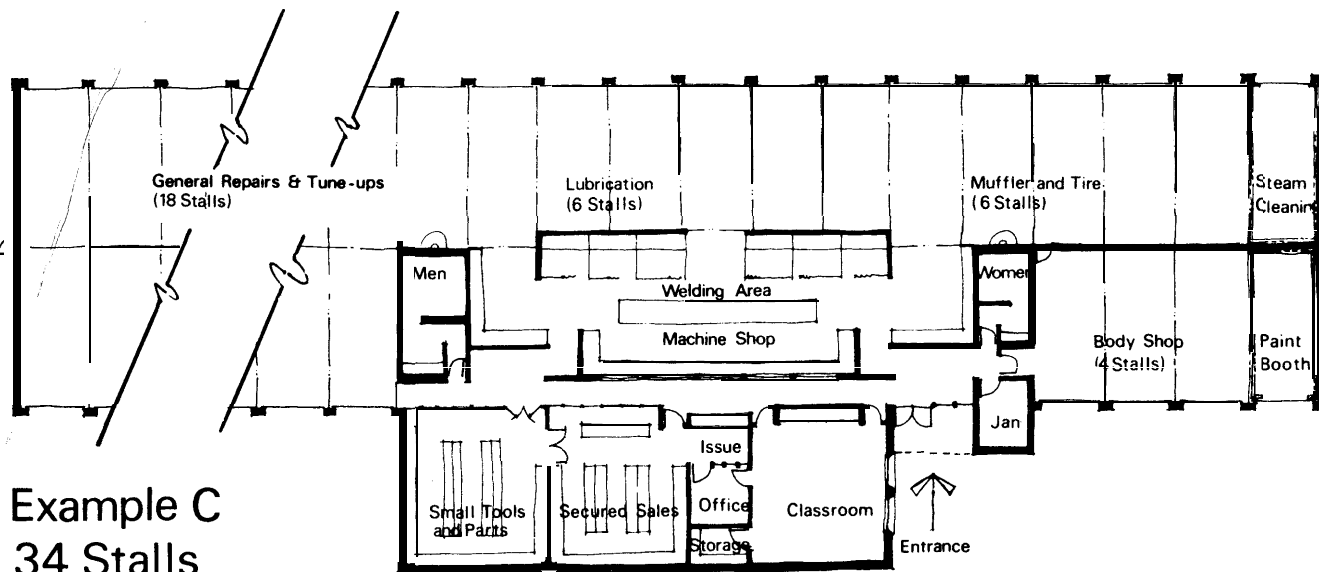 General Repairs & Tune-ups
(18 Stalls)
Lubrication
(6 Stalls)
Muffler and Tire
(6 Stalls)
Steam
Cleanin
Men
Women
Welding Area
Machine Shop
Body Shop
(4 Stalls)
Paint
Booth
Jan
Issue
Office
Storage
Small Tools
and Parts
Secured Sales
Classroom
Entrance
Example C
34 Stalls